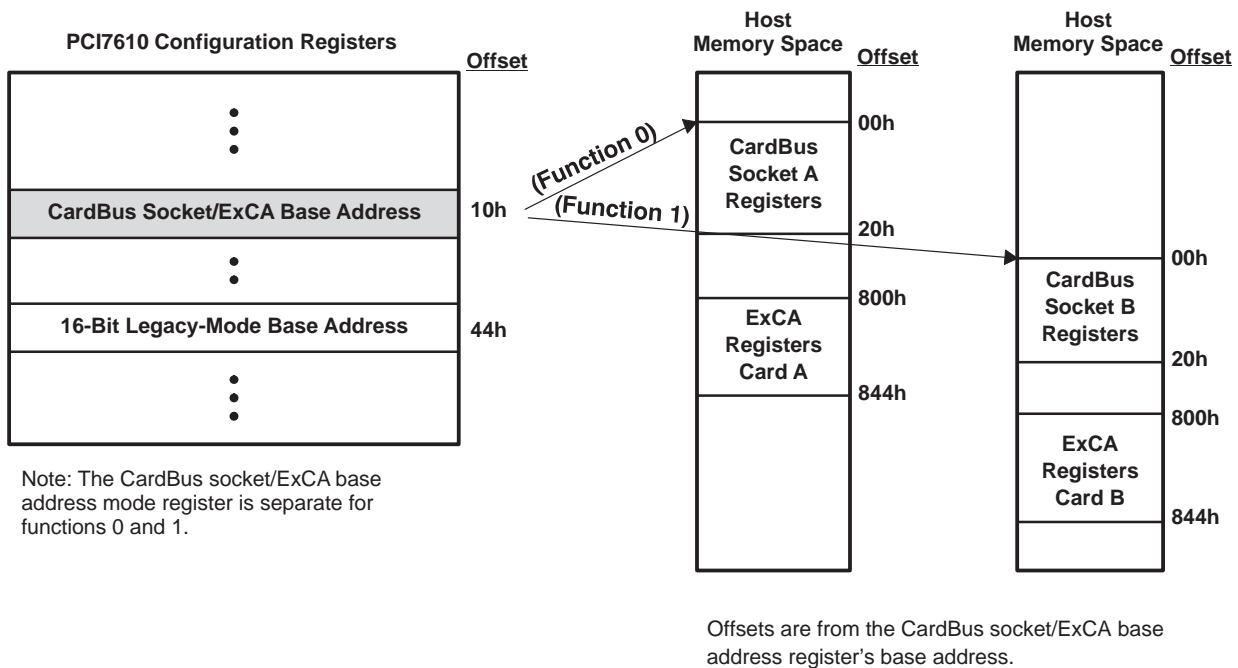 PCI7610 Configuration Registers
Offset
CardBus Socket/ExCA Base Address
10h
16-Bit Legacy-Mode Base Address
44h
Note: The CardBus socket/ExCA base
address mode register is separate for
functions 0 and 1.
(Function 0)
(Function 1)
Host
Memory Space
Offset
00h
CardBus
Socket A
Registers
20h
800h
ExCA
Registers
Card A
844h
Host
Memory Space
Offset
00h
CardBus
Socket B
Registers
20h
800h
ExCA
Registers
Card B
844h
Offsets are from the CardBus socket/ExCA base
address register's base address.